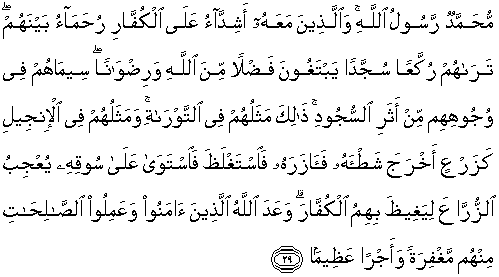 مُّحَمَّدٌ رَّسُولُ ٱللَّهِ ۚ وَٱلَّذِينَ مَعَهُۥٓ أَشِدَّآءُ عَلَى ٱلْكُفَّارِ رُحَمَآءُ بَيْنَهُمْ ۖ
تَرَىٰهُمْ رُكَّعًا سُجَّدًا يَبْتَغُونَ فَضْلًا مِّنَ ٱللَّهِ وَرِضْوَٰنًا ۖ سِيمَاهُمْ فِى
وُجُوهِهِم مِّنْ أَثَرِ ٱلسُّجُودِ ۚ ذَٰلِكَ مَثَلُهُمْ فِى ٱلتَّوْرَىٰةِ ۚ وَمَثَلُهُمْ فِى ٱلْإِنجِيلِ
كَزَرْعٍ أَخْرَجَ شَطْـَٔهُۥ فَـَٔازَرَهُۥ فَٱسْتَغْلَظَ فَٱسْتَوَىٰ عَلَىٰ سُوقِهِۦ يُعْجِبُ
ٱلزُّرَّاعَ لِيَغِيظَ بِهِمُ ٱلْكُفَّارَ ۗ وَعَدَ ٱللَّهُ ٱلَّذِينَ ءَامَنُوا۟ وَعَمِلُوا۟ ٱلصَّـٰلِحَـٰتِ
مِنْهُم مَّغْفِرَةً وَأَجْرًا عَظِيمًۢا ٢٩